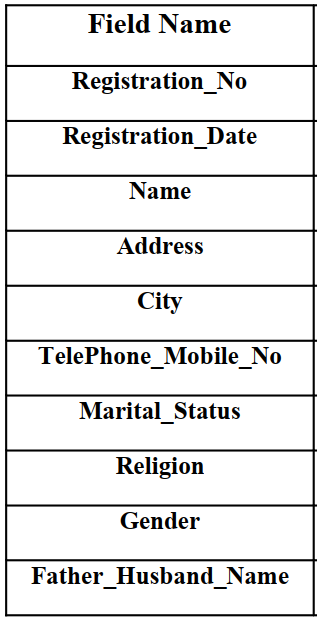 Field Name
Registration_No
Registration_Date
Name
Address
City
TelePhone_Mobile_No
Marital_Status
Religion
Gender
Father_Husband_Name